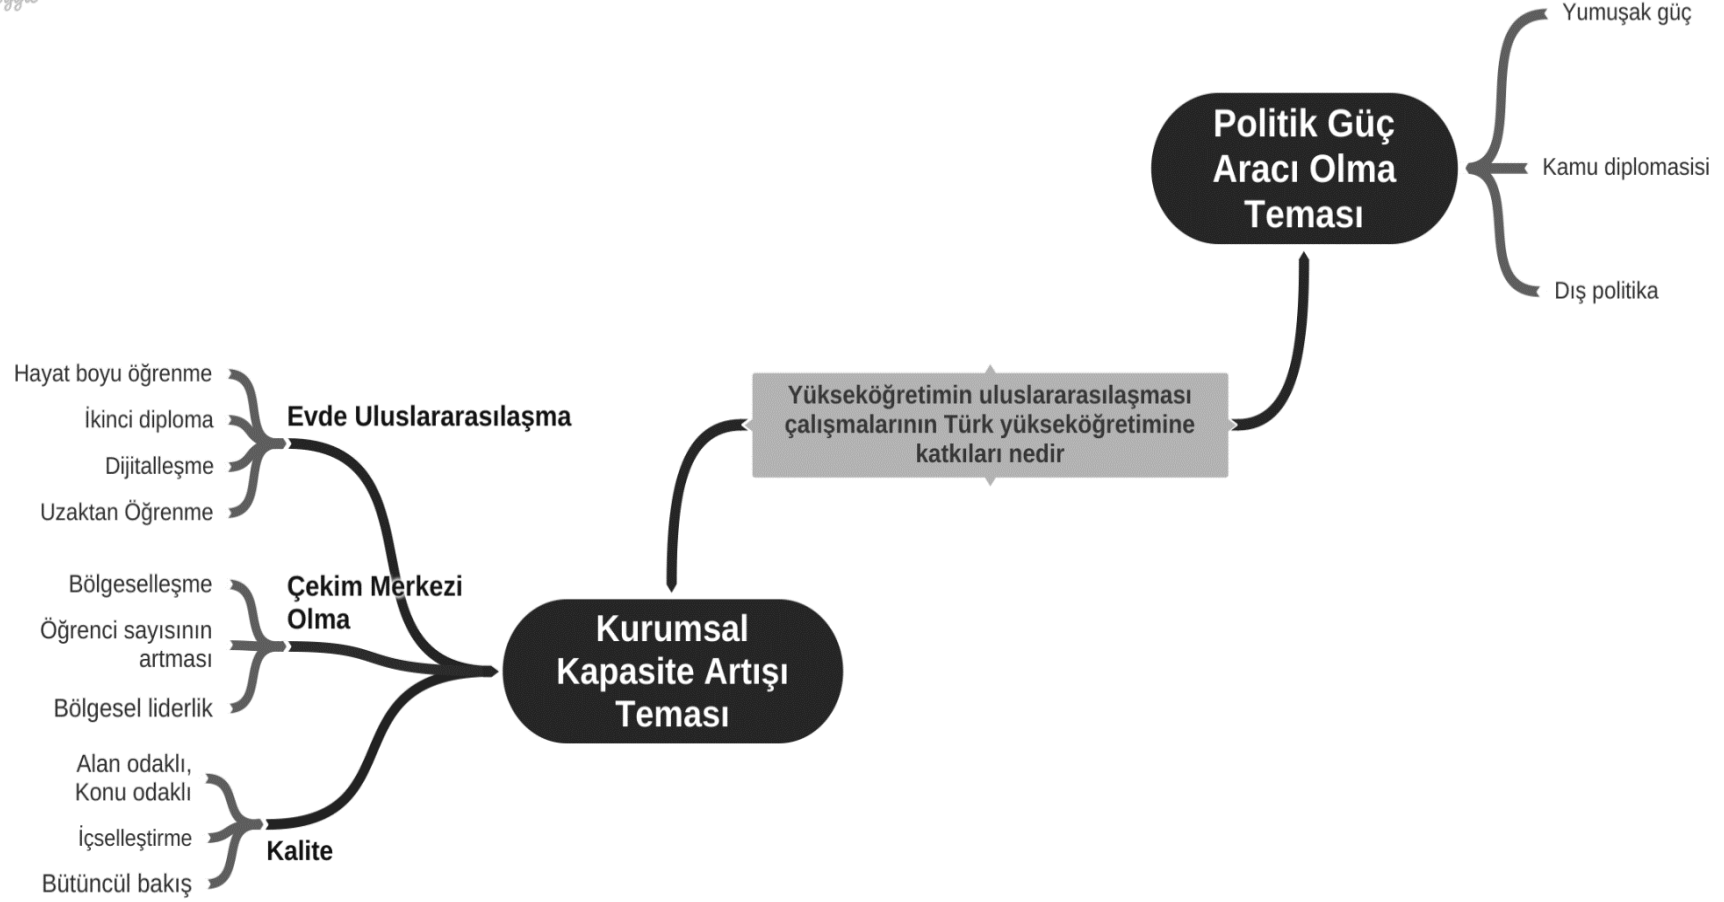 Yumuşak güç
Politik Güç
Aracı Olma
Teması
Kamu diplomasisi
Dış politika
Yükseköğretimin uluslararasılaşması
çalışmalarının Türk yükseköğretimine
katkıları nedir
Hayat boyu öğrenme
İkinci diploma
Dijitalleşme
Uzaktan Öğrenme
Evde Uluslararasılaşma
Bölgeselleşme
Öğrenci sayısının
artması
Bölgesel liderlik
Çekim Merkezi
Olma
Kurumsal
Kapasite Artışı
Teması
Alan odaklı,
Konu odaklı
İçselleştirme
Bütüncül bakış
Kalite